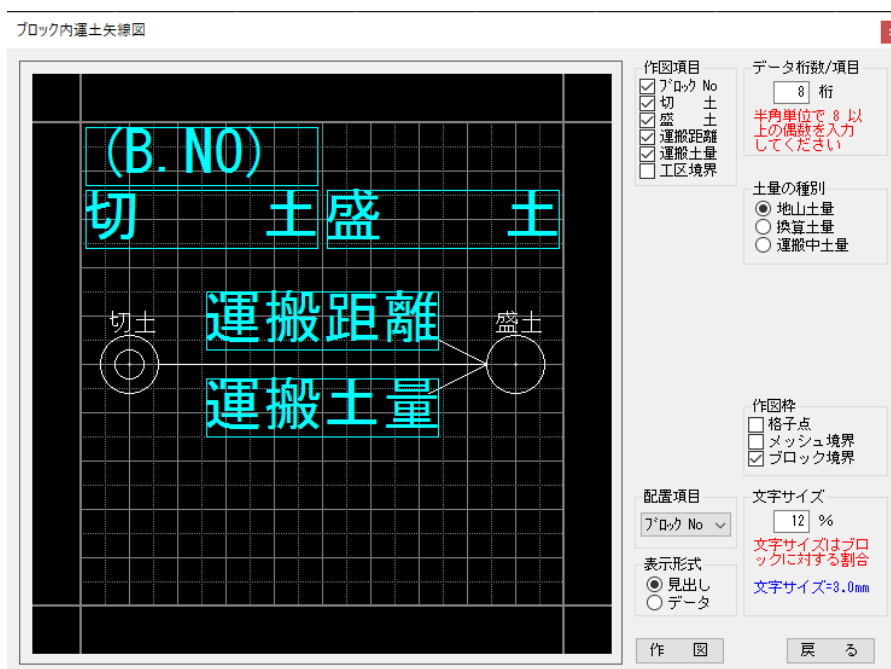 ブロック内運土矢線図
(B.NO)
切　　土
盛　　土
運搬距離
切土
盛土
運搬土量
作図項目
ﾌﾞﾛｯｸ No
切　　土
盛　　土
運搬距離
運搬土量
工区境界
データ桁数/項目
8 桁
半角単位で 8 以
上の偶数を入力
してください
土量の種別
地山土量
換算土量
運搬中土量
作図枠
格子点
メッシュ境界
ブロック境界
配置項目
ﾌﾞﾛｯｸ No
表示形式
見出し
データ
文字サイズ
12 %
文字サイズはブロ
ックに対する割合
文字サイズ=3.0mm
作　図
戻　る